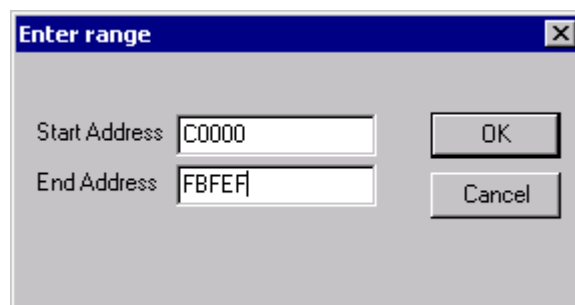 Enter range
Start Address C0000 OK
End Address FBFEF Cancel